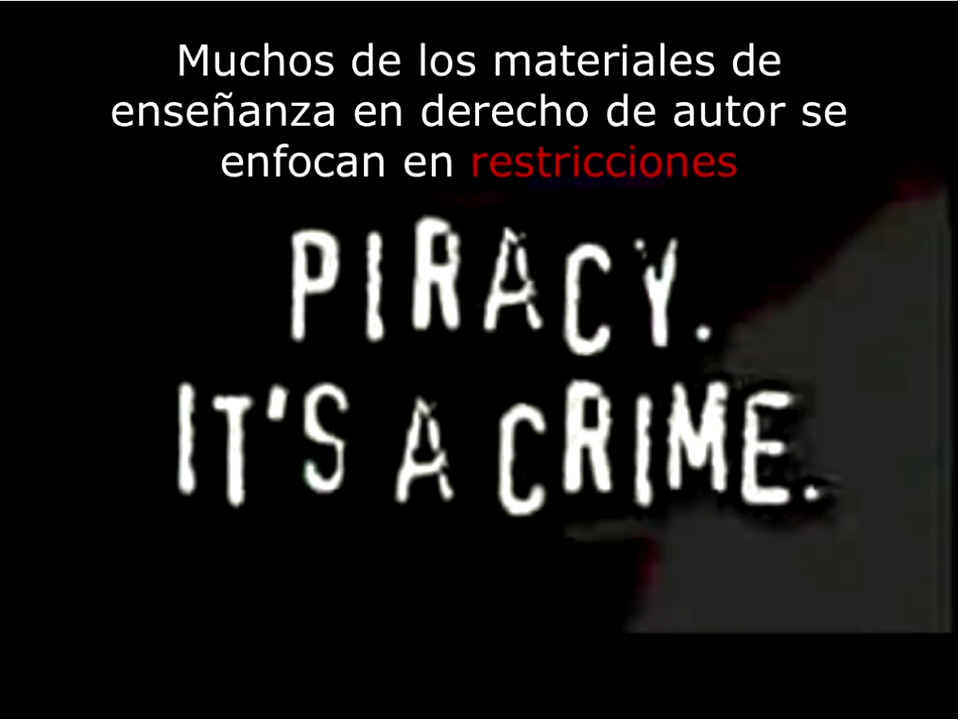 Muchos de los materiales de
enseñanza en derecho de autor se
enfocan en restricciones
PIRACY.
IT'S A CRIME.